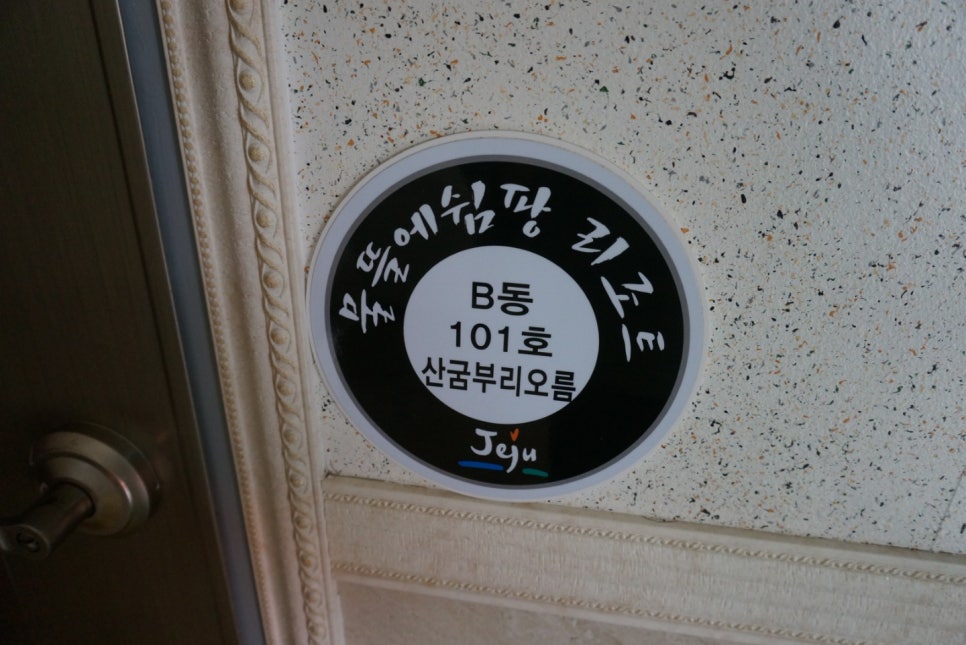 물뜰에쉼팡 리조트
B동
101호
산굼부리오름
Jeju